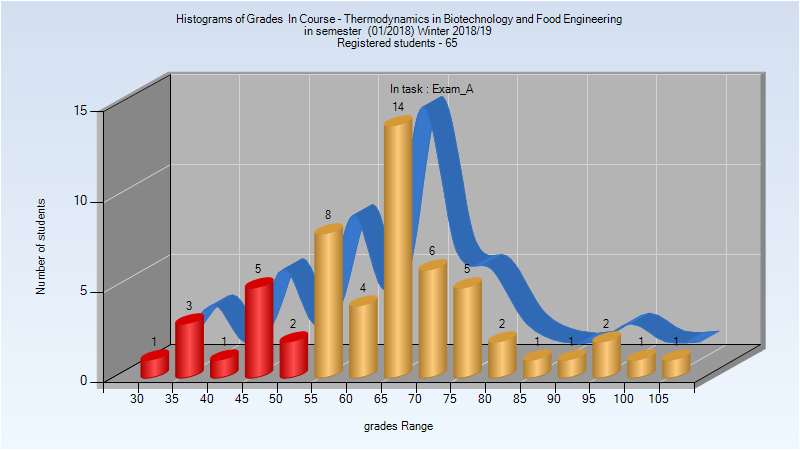 Histograms of Grades  In Course - Thermodynamics in Biotechnology and Food Engineering
in semester  (01/2018) Winter 2018/19
Registered students - 65
In task : Exam_A
15
10
5
0
Number of students
1 3 1 5 2 8 4 14 6 5 2 1 1 2 1 1
30 35 40 45 50 55 60 65 70 75 80 85 90 95 100 105
grades Range